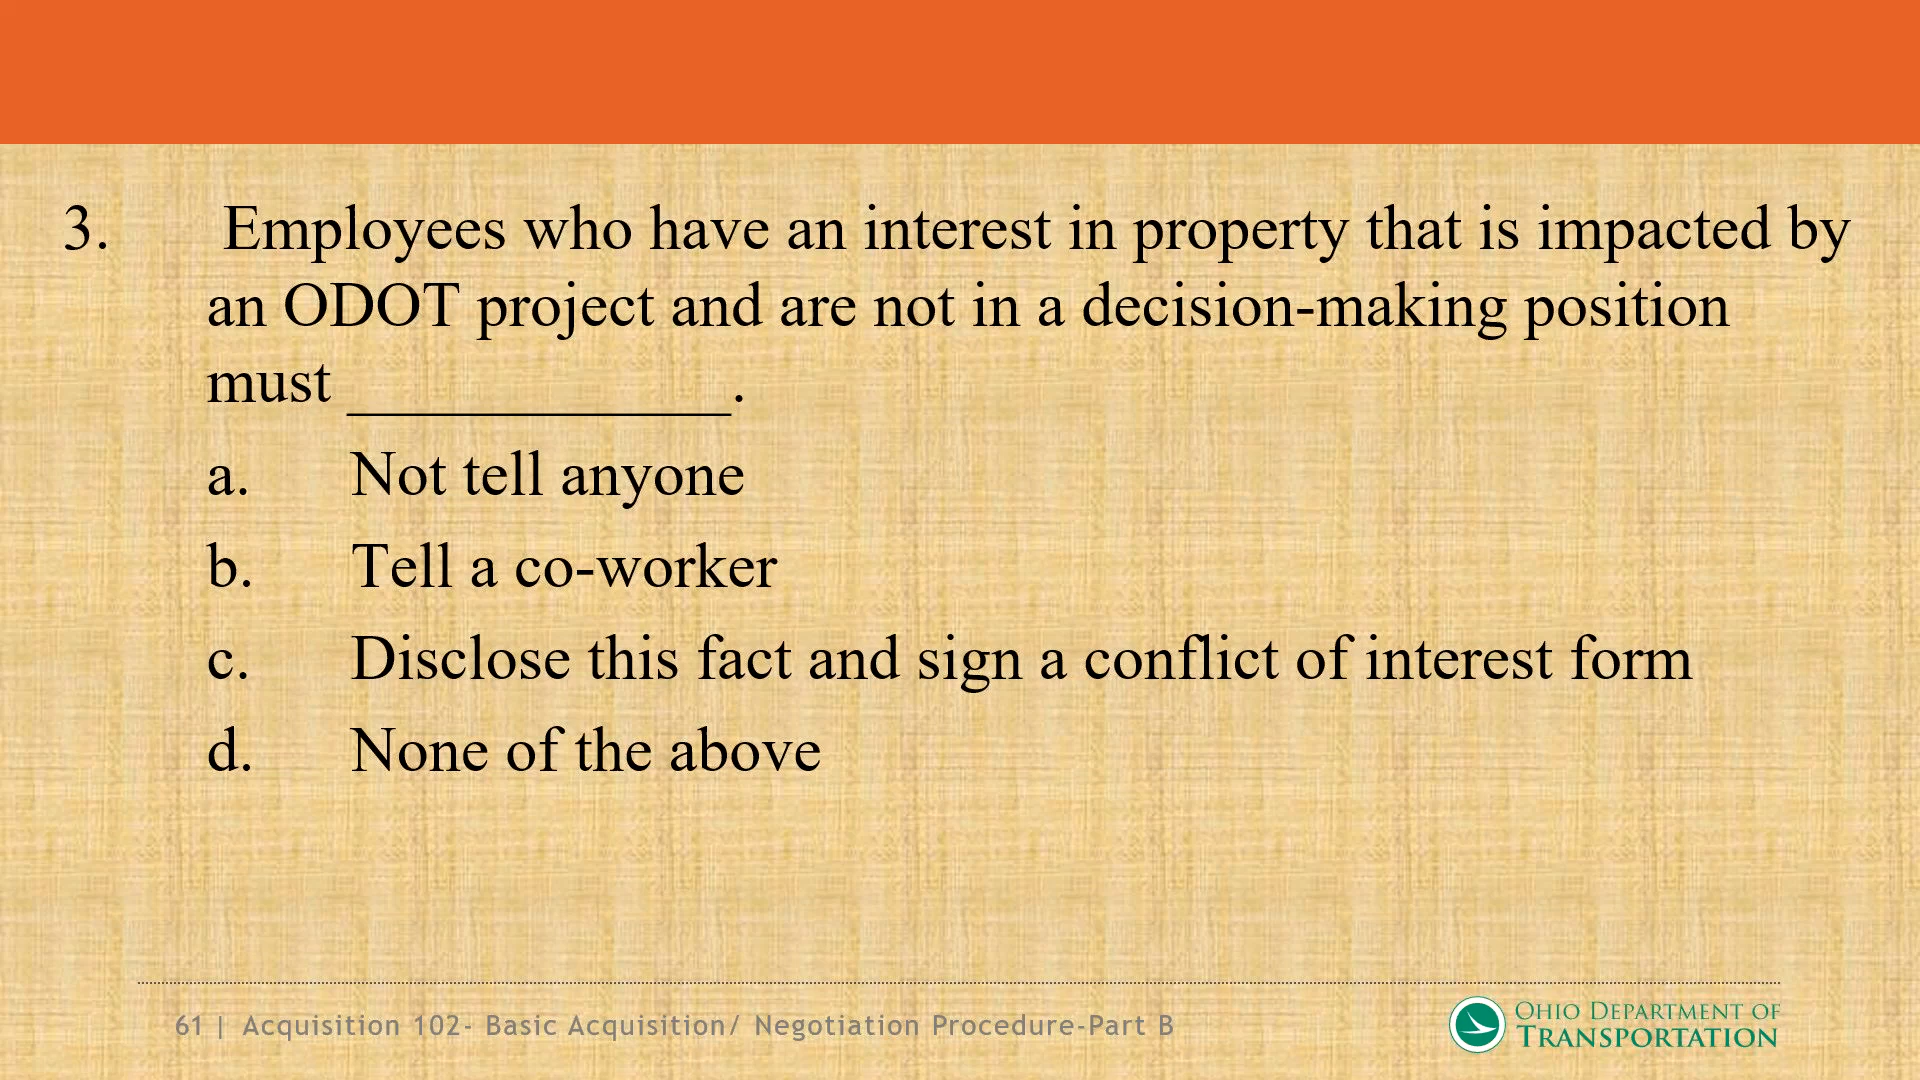 3. Employees who have an interest in property that is impacted by
an ODOT project and are not in a decision-making position
must ____________.
a. Not tell anyone
b. Tell a co-worker
c. Disclose this fact and sign a conflict of interest form
d. None of the above
61 | Acquisition 102- Basic Acquisition/ Negotiation Procedure-Part B
OHIO DEPARTMENT OF
TRANSPORTATION